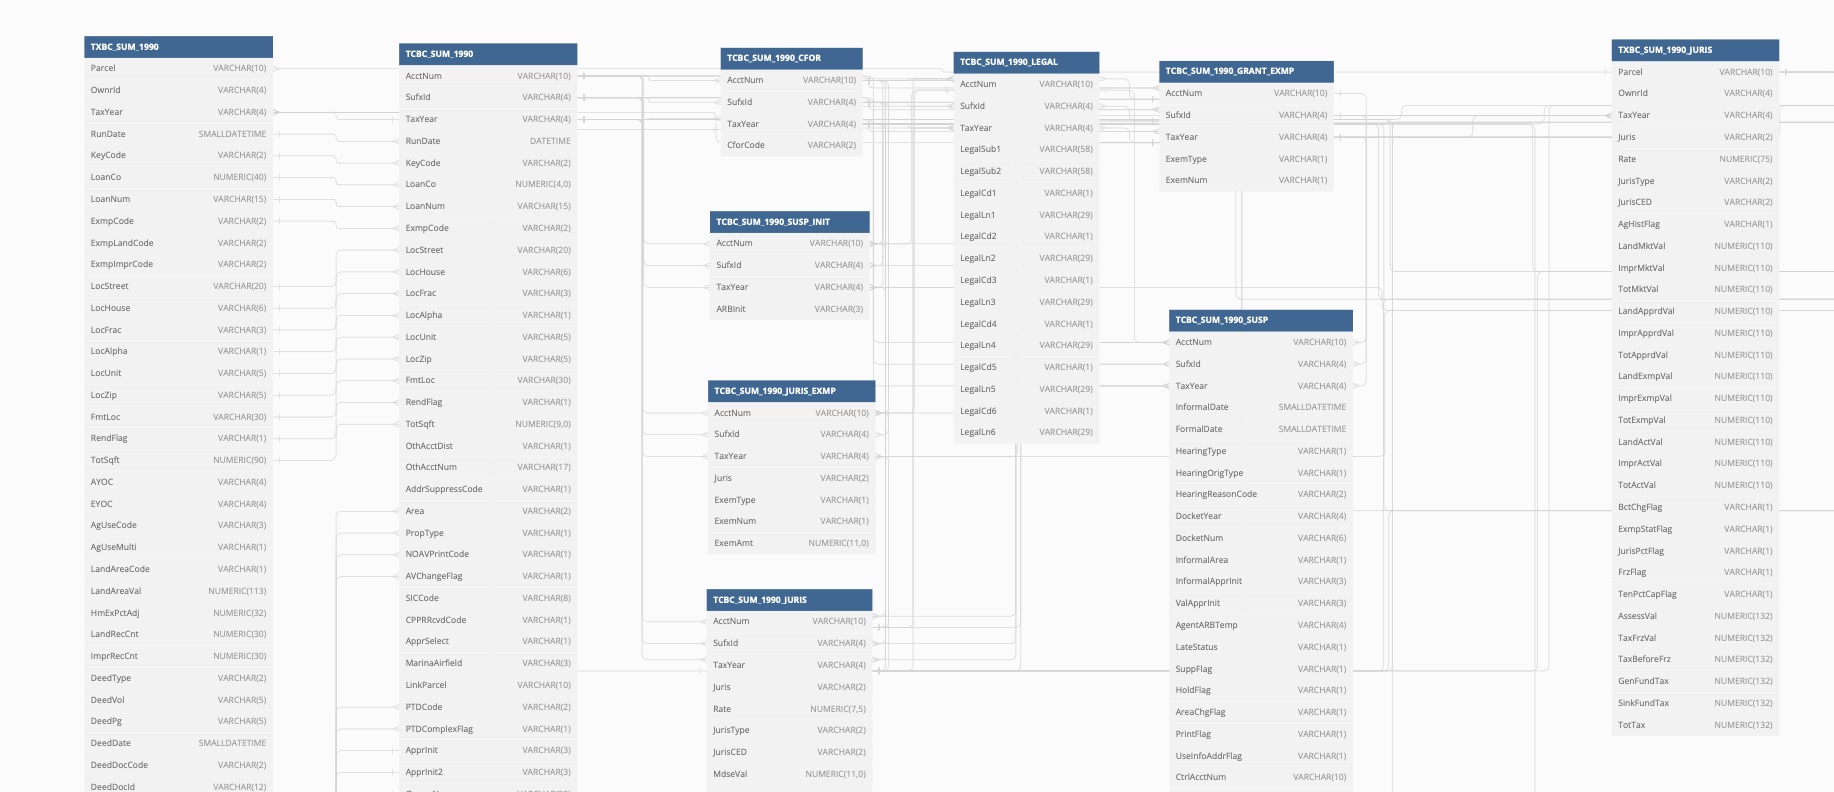 TXBC_SUM_1990
Parcel VARCHAR(10)
OwnrId VARCHAR(4)
TaxYear VARCHAR(4)
RunDate SMALLDATETIME
KeyCode VARCHAR(2)
LoanCo NUMERIC(40)
LoanNum VARCHAR(15)
ExmpCode VARCHAR(2)
ExmpLandCode VARCHAR(2)
ExmpImprCode VARCHAR(2)
LocStreet VARCHAR(20)
LocHouse VARCHAR(6)
LocFrac VARCHAR(3)
LocAlpha VARCHAR(1)
LocUnit VARCHAR(5)
LocZip VARCHAR(5)
FmtLoc VARCHAR(30)
RendFlag VARCHAR(1)
TotSqft NUMERIC(90)
AYOC VARCHAR(4)
EYOC VARCHAR(4)
AgUseCode VARCHAR(3)
AgUseMulti VARCHAR(1)
LandAreaCode VARCHAR(1)
LandAreaVal NUMERIC(113)
HmExPctAdj NUMERIC(32)
LandRecCnt NUMERIC(30)
ImprRecCnt NUMERIC(30)
DeedType VARCHAR(2)
DeedVol VARCHAR(5)
DeedPg VARCHAR(5)
DeedDate SMALLDATETIME
DeedDocCode VARCHAR(2)
DeedDocId VARCHAR(12)
TCBC_SUM_1990
AcctNum VARCHAR(10)
SufxId VARCHAR(4)
TaxYear VARCHAR(4)
RunDate DATETIME
KeyCode VARCHAR(2)
LoanCo NUMERIC(4,0)
LoanNum VARCHAR(15)
ExmpCode VARCHAR(2)
LocStreet VARCHAR(20)
LocHouse VARCHAR(6)
LocFrac VARCHAR(3)
LocAlpha VARCHAR(1)
LocUnit VARCHAR(5)
LocZip VARCHAR(5)
FmtLoc VARCHAR(30)
RendFlag VARCHAR(1)
TotSqft NUMERIC(9,0)
OthAcctDist VARCHAR(1)
OthAcctNum VARCHAR(17)
AddrSuppressCode VARCHAR(1)
Area VARCHAR(2)
PropType VARCHAR(1)
NOAVPrintCode VARCHAR(1)
AVChangeFlag VARCHAR(1)
SICCode VARCHAR(8)
CPPRRcvdCode VARCHAR(1)
ApprSelect VARCHAR(1)
MarinaAirfield VARCHAR(3)
LinkParcel VARCHAR(10)
PTDCode VARCHAR(2)
PTDComplexFlag VARCHAR(1)
ApprInit VARCHAR(3)
ApprInit2 VARCHAR(3)
TCBC_SUM_1990_CFOR
AcctNum VARCHAR(10)
SufxId VARCHAR(4)
TaxYear VARCHAR(4)
CforCode VARCHAR(2)
TCBC_SUM_1990_SUSP_INIT
AcctNum VARCHAR(10)
SufxId VARCHAR(4)
TaxYear VARCHAR(4)
ARBInit VARCHAR(3)
TCBC_SUM_1990_JURIS_EXMP
AcctNum VARCHAR(10)
SufxId VARCHAR(4)
TaxYear VARCHAR(4)
Juris VARCHAR(2)
ExemType VARCHAR(1)
ExemNum VARCHAR(1)
ExemAmt NUMERIC(11,0)
TCBC_SUM_1990_JURIS
AcctNum VARCHAR(10)
SufxId VARCHAR(4)
TaxYear VARCHAR(4)
Juris VARCHAR(2)
Rate NUMERIC(7,5)
JurisType VARCHAR(2)
JurisCED VARCHAR(2)
MdseVal NUMERIC(11,0)
TCBC_SUM_1990_LEGAL
AcctNum VARCHAR(10)
SufxId VARCHAR(4)
TaxYear VARCHAR(4)
LegalSub1 VARCHAR(58)
LegalSub2 VARCHAR(58)
LegalCd1 VARCHAR(1)
LegalLn1 VARCHAR(29)
LegalCd2 VARCHAR(1)
LegalLn2 VARCHAR(29)
LegalCd3 VARCHAR(1)
LegalLn3 VARCHAR(29)
LegalCd4 VARCHAR(1)
LegalLn4 VARCHAR(29)
LegalCd5 VARCHAR(1)
LegalLn5 VARCHAR(29)
LegalCd6 VARCHAR(1)
LegalLn6 VARCHAR(29)
TCBC_SUM_1990_GRANT_EXMP
AcctNum VARCHAR(10)
SufxId VARCHAR(4)
TaxYear VARCHAR(4)
ExemType VARCHAR(1)
ExemNum VARCHAR(1)
TCBC_SUM_1990_SUSP
AcctNum VARCHAR(10)
SufxId VARCHAR(4)
TaxYear VARCHAR(4)
InformalDate SMALLDATETIME
FormalDate SMALLDATETIME
HearingType VARCHAR(1)
HearingOrigType VARCHAR(1)
HearingReasonCode VARCHAR(2)
DocketYear VARCHAR(4)
DocketNum VARCHAR(6)
InformalArea VARCHAR(1)
InformalApprInit VARCHAR(3)
ValApprInit VARCHAR(3)
AgentARBTemp VARCHAR(4)
LateStatus VARCHAR(1)
SuppFlag VARCHAR(1)
HoldFlag VARCHAR(1)
AreaChgFlag VARCHAR(1)
PrintFlag VARCHAR(1)
UseInfoAddrFlag VARCHAR(1)
CtrlAcctNum VARCHAR(10)
TXBC_SUM_1990_JURIS
Parcel VARCHAR(10)
OwnrId VARCHAR(4)
TaxYear VARCHAR(4)
Juris VARCHAR(2)
Rate NUMERIC(75)
JurisType VARCHAR(2)
JurisCED VARCHAR(2)
AgHistFlag VARCHAR(1)
LandMktVal NUMERIC(110)
ImprMktVal NUMERIC(110)
TotMktVal NUMERIC(110)
LandApprdVal NUMERIC(110)
ImprApprdVal NUMERIC(110)
TotApprdVal NUMERIC(110)
LandExmpVal NUMERIC(110)
ImprExmpVal NUMERIC(110)
TotExmpVal NUMERIC(110)
LandActVal NUMERIC(110)
ImprActVal NUMERIC(110)
TotActVal NUMERIC(110)
BctChgFlag VARCHAR(1)
ExmpStatFlag VARCHAR(1)
JurisPctFlag VARCHAR(1)
FrzFlag VARCHAR(1)
TenPctCapFlag VARCHAR(1)
AssessVal NUMERIC(132)
TaxFrzVal NUMERIC(132)
TaxBeforeFrz NUMERIC(132)
GenFundTax NUMERIC(132)
SinkFundTax NUMERIC(132)
TotTax NUMERIC(132)